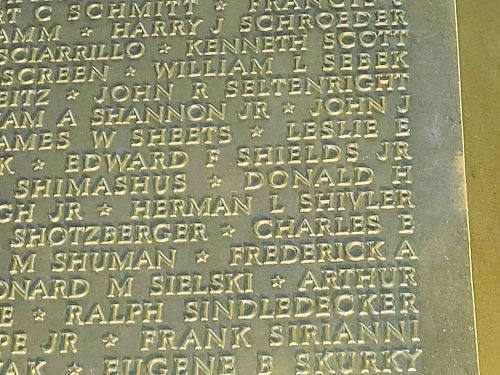 C SCHMITT * FRANCIS
HARRY J SCHROEDER
SCIARRILLO * KENNETH SCOTT
SCREEN * WILLIAM L SEBEK
JOHN R SELTENRIGHT
A SHANNON JR * JOHN J
JAMES W SHEETS * LESLIE E
K * EDWARD F SHIELDS. JR
SHIMASHUS * DONALD H
GH JR * HERMAN L SHIVLER
SHOTZBERGER * CHARLES E
M SHUMAN * FREDERICK A
ONARD M SIELSKI * ARTHUR
E * RALPH SINDLEDECKER
PE JR * FRANK SIRIANNI
AK * EUGENE B SKURKY